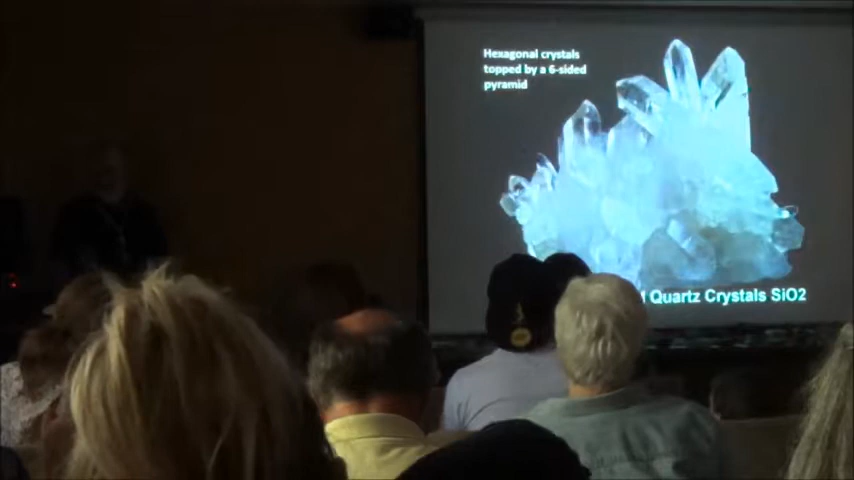 Hexagonal crystals
topped by a 6-sided
pyramid
Quartz Crystals SiO2